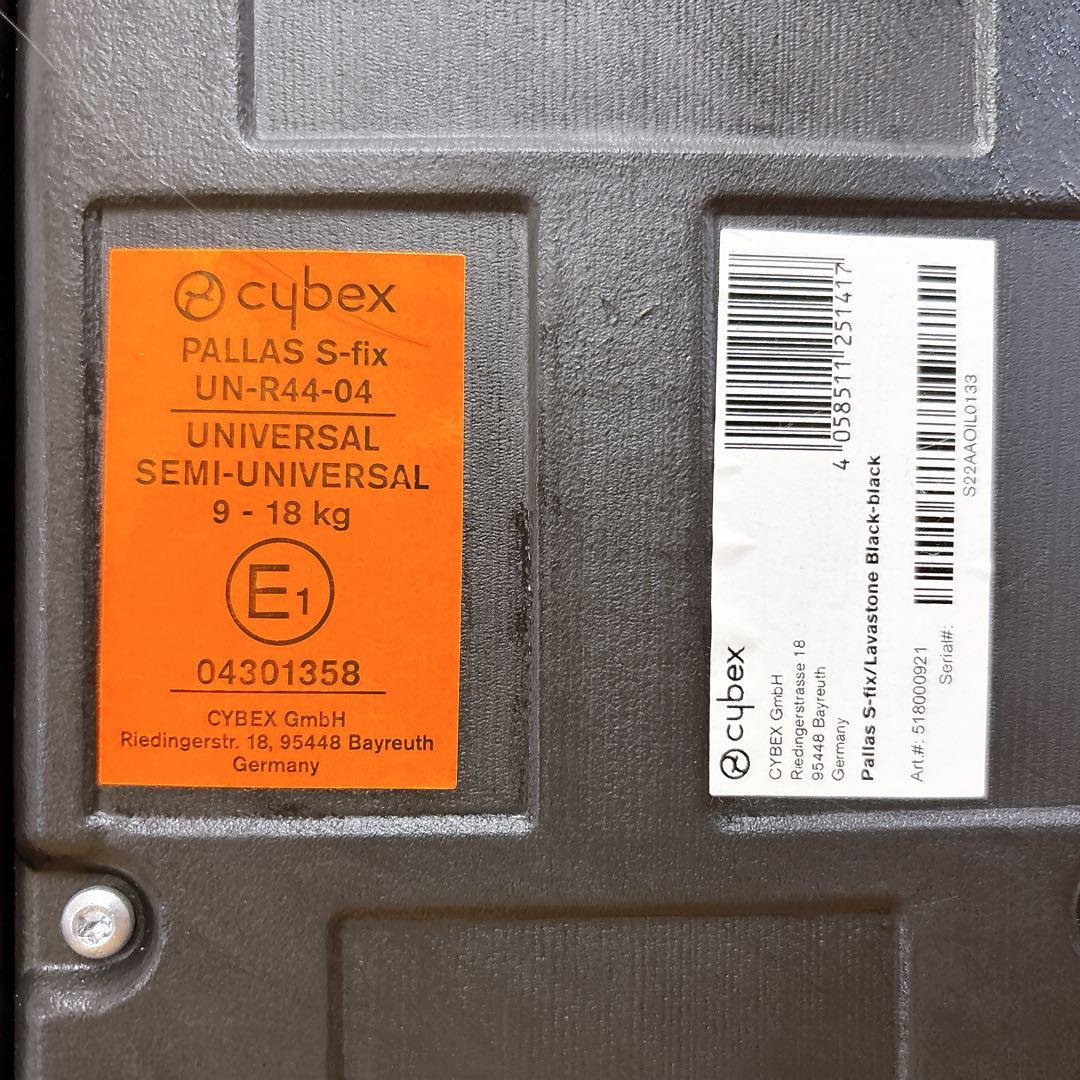 cybex
PALLAS S-fix
UN-R44-04
UNIVERSAL
SEMI-UNIVERSAL
9 - 18 kg
E1
04301358
CYBEX GmbH
Riedingerstr. 18, 95448 Bayreuth
Germany
cybex
CYBEX GmbH
Riedingerstrasse 18
95448 Bayreuth
Germany
4 058511 251417
Pallas S-fix/Lavastone Black-black
Art.#: 518000921
Serial#:
S22AAOIL0133